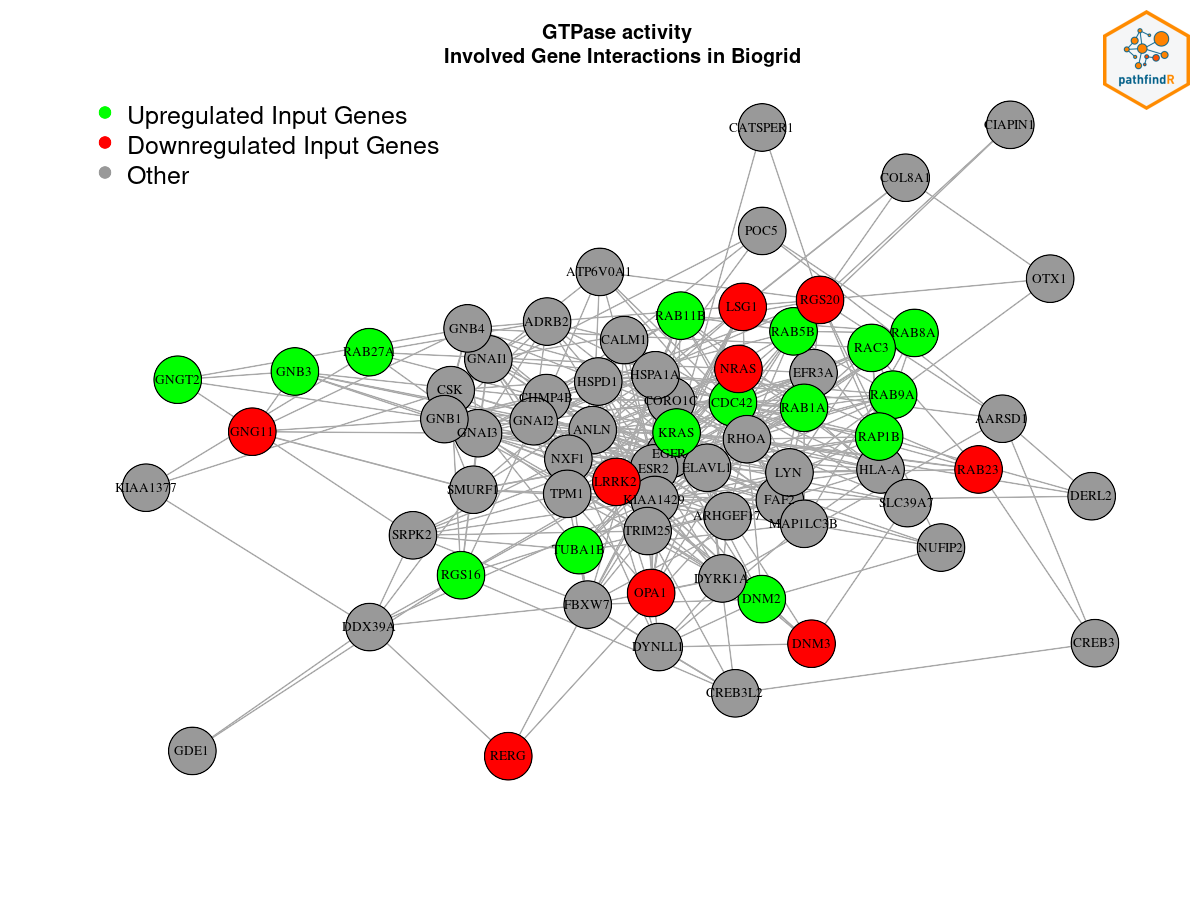 GTPase activity
Involved Gene Interactions in Biogrid
pathfindR
Upregulated Input Genes
Downregulated Input Genes
Other
CATSPER1
CIAPIN1
COL8A1
POC5
ATP6V0A1
OTX1
LSG1
RGS20
RAB11B
ADRB2
GNB4
RAB5B
RAB8A
CALM1
RAC3
RAB27A
GNAI1
GNB3
GNGT2
HSPA1A
NRAS
EFR3A
HSPD1
CSK
CHMP4B
CORO1C
CDC42
RAB1A
RAB9A
GNB1
GNAI2
AARSD1
GNG11
GNAI3
ANLN
KRAS
RHOA
RAP1B
EGFR
NXF1
ESR2
ELAVL1
LYN
HLA-A
RAB23
KIAA1377
SMURF1
TPM1
LRRK2
KIAA1429
FAF2
SLC39A7
DERL2
ARHGEF17
MAP1LC3B
SRPK2
TRIM25
TUBA1B
NUFIP2
RGS16
DYRK1A
OPA1
DNM2
FBXW7
DDX39A
DYNLL1
DNM3
CREB3
CREB3L2
GDE1
RERG